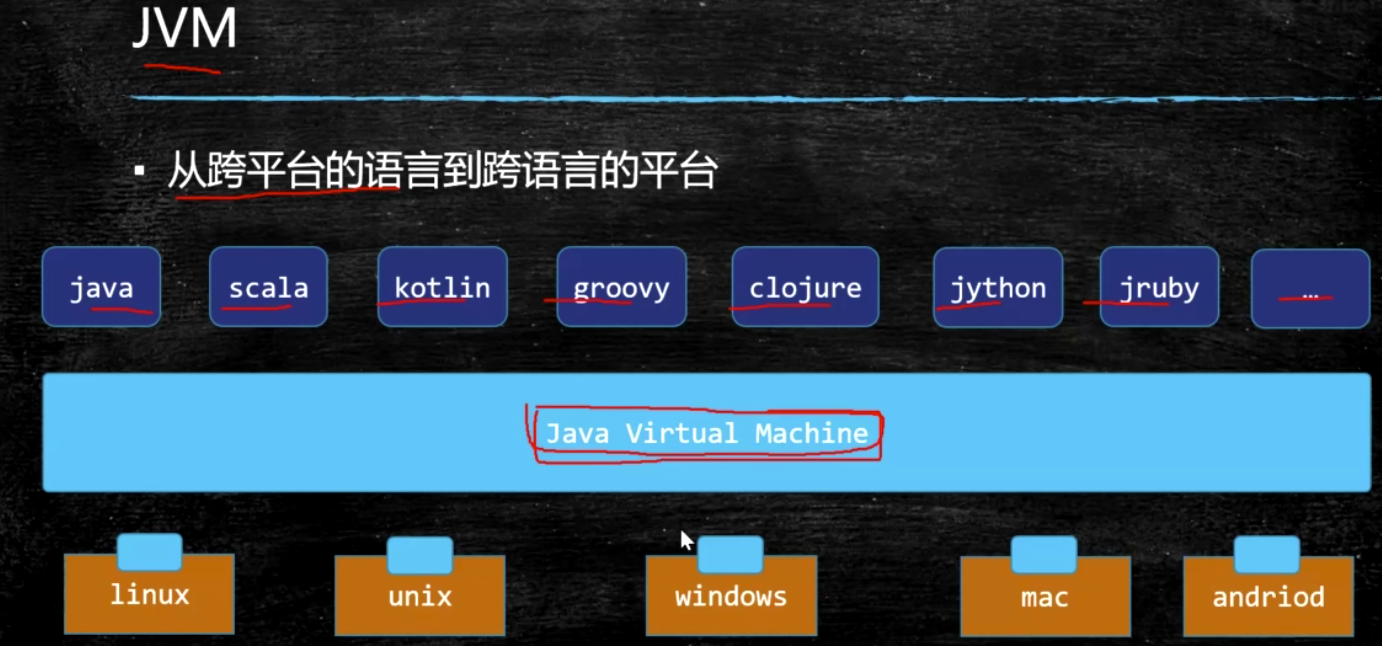 JVM
▪ 从跨平台的语言到跨语言的平台
java scala kotlin groovy clojure jython jruby …
Java Virtual Machine
linux unix windows mac andriod